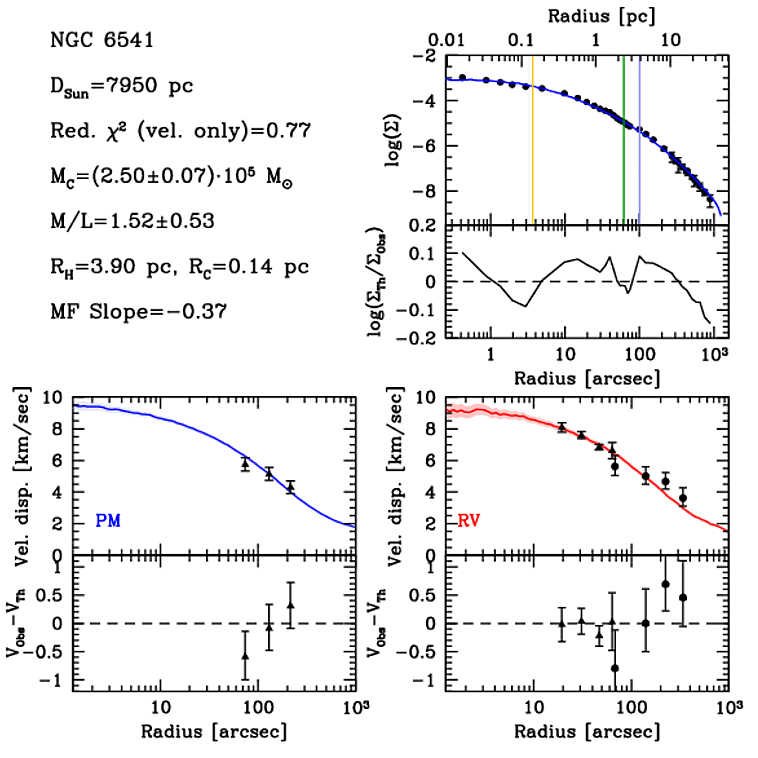 NGC 6541
D_Sun=7950 pc
Red. χ² (vel. only)=0.77
M_C=(2.50±0.07)·10⁵ M_⊙
M/L=1.52±0.53
R_H=3.90 pc, R_C=0.14 pc
MF Slope=−0.37
Radius [pc]
0.01 0.1 1 10
log(Σ)
−2
−4
−6
−8
log(Σ_Th/Σ_Obs)
0.2
0.1
0
−0.1
−0.2
1 10 100 10³
Radius [arcsec]
Vel. disp. [km/sec]
10
8
6
4
2
0
PM
V_Obs−V_Th
1
0.5
0
−0.5
−1
10 100 10³
Radius [arcsec]
Vel. disp. [km/sec]
10
8
6
4
2
0
RV
V_Obs−V_Th
1
0.5
0
−0.5
−1
10 100 10³
Radius [arcsec]